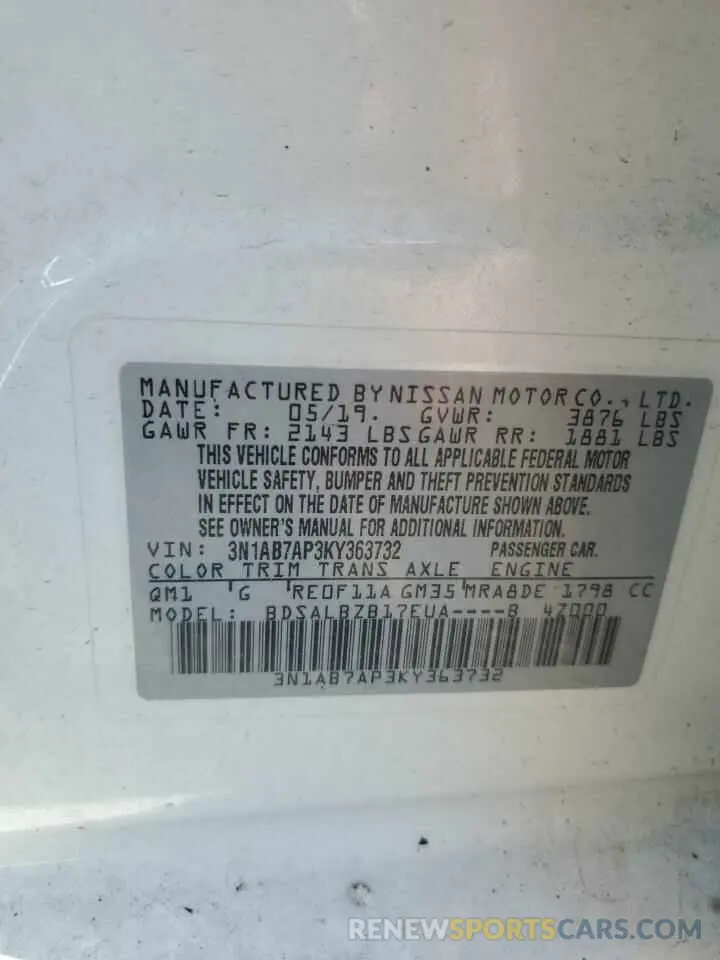 MANUFACTURED BY NISSAN MOTOR CO., LTD.
DATE: 05/19. GVWR: 3876 LBS
GAWR FR: 2143 LBS GAWR RR: 1881 LBS
THIS VEHICLE CONFORMS TO ALL APPLICABLE FEDERAL MOTOR
VEHICLE SAFETY, BUMPER AND THEFT PREVENTION STANDARDS
IN EFFECT ON THE DATE OF MANUFACTURE SHOWN ABOVE.
SEE OWNER'S MANUAL FOR ADDITIONAL INFORMATION.
VIN: 3N1AB7AP3KY363732 PASSENGER CAR.
COLOR TRIM TRANS AXLE ENGINE
QM1 G RE0F11A GM35 MRA8DE 1798 CC
MODEL: BDSALBZB17EUA----B 4Z000
3N1AB7AP3KY363732
RENEWSPORTSCARS.COM